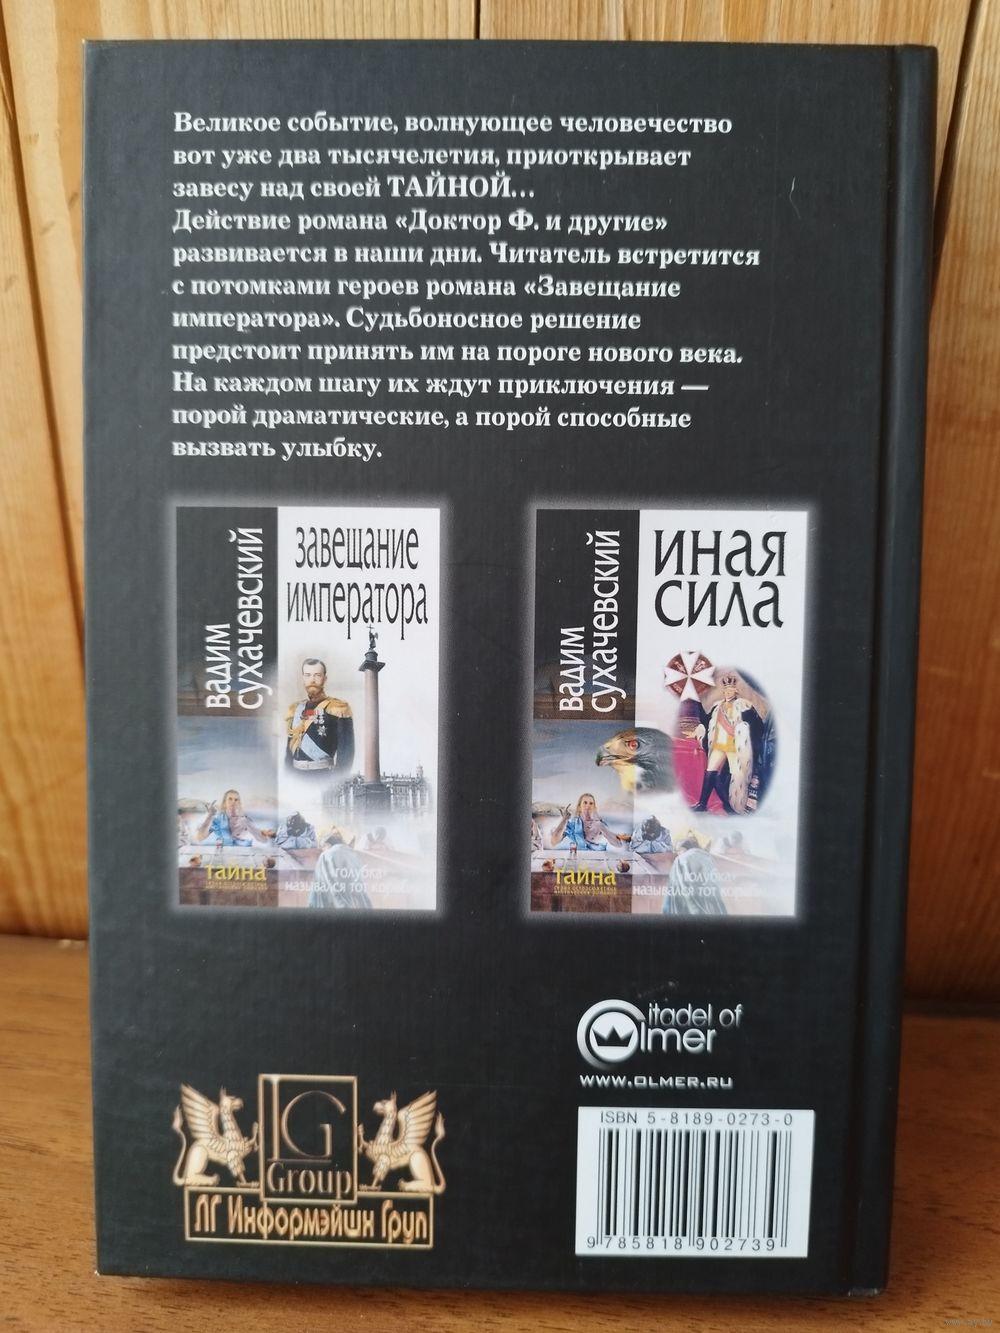 Великое событие, волнующее человечество
вот уже два тысячелетия, приоткрывает
завесу над своей ТАЙНОЙ...
Действие романа «Доктор Ф. и другие»
развивается в наши дни. Читатель встретится
с потомками героев романа «Завещание
императора». Судьбоносное решение
предстоит принять им на пороге нового века.
На каждом шагу их ждут приключения —
порой драматические, а порой способные
вызвать улыбку.
вадим
сухачевский
завещание
императора
тайна
«голубка»
назывался тот корабль
вадим
сухачевский
иная
сила
тайна
«голубка»
назывался тот корабль
Citadel of
Olmer
WWW.OLMER.RU
LG
Group
ЛГ Информэйшн Груп
ISBN 5-8189-0273-0
9 785818 902739